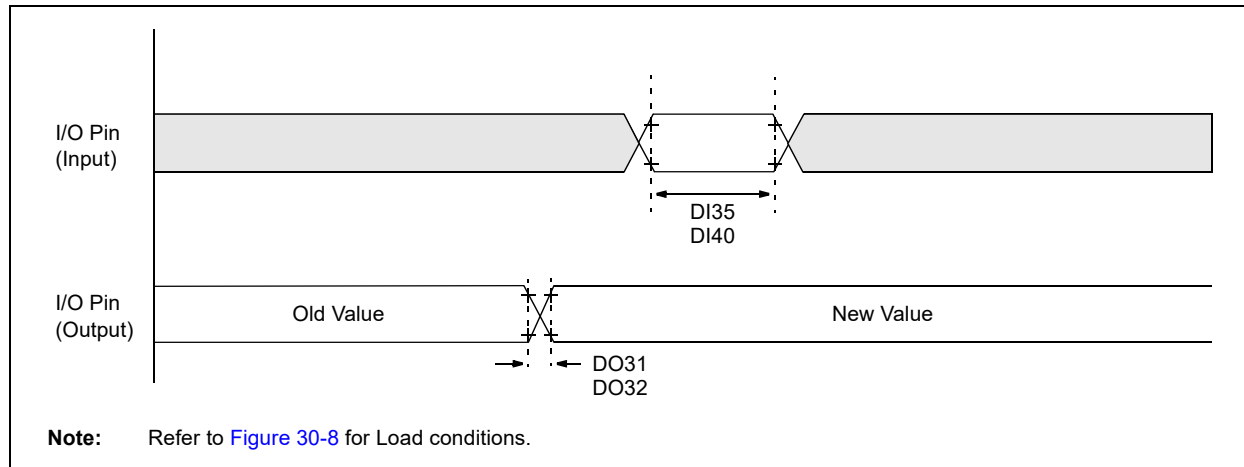 I/O Pin
(Input)
DI35
DI40
I/O Pin
(Output)
Old Value
New Value
DO31
DO32
Note: Refer to Figure 30-8 for Load conditions.